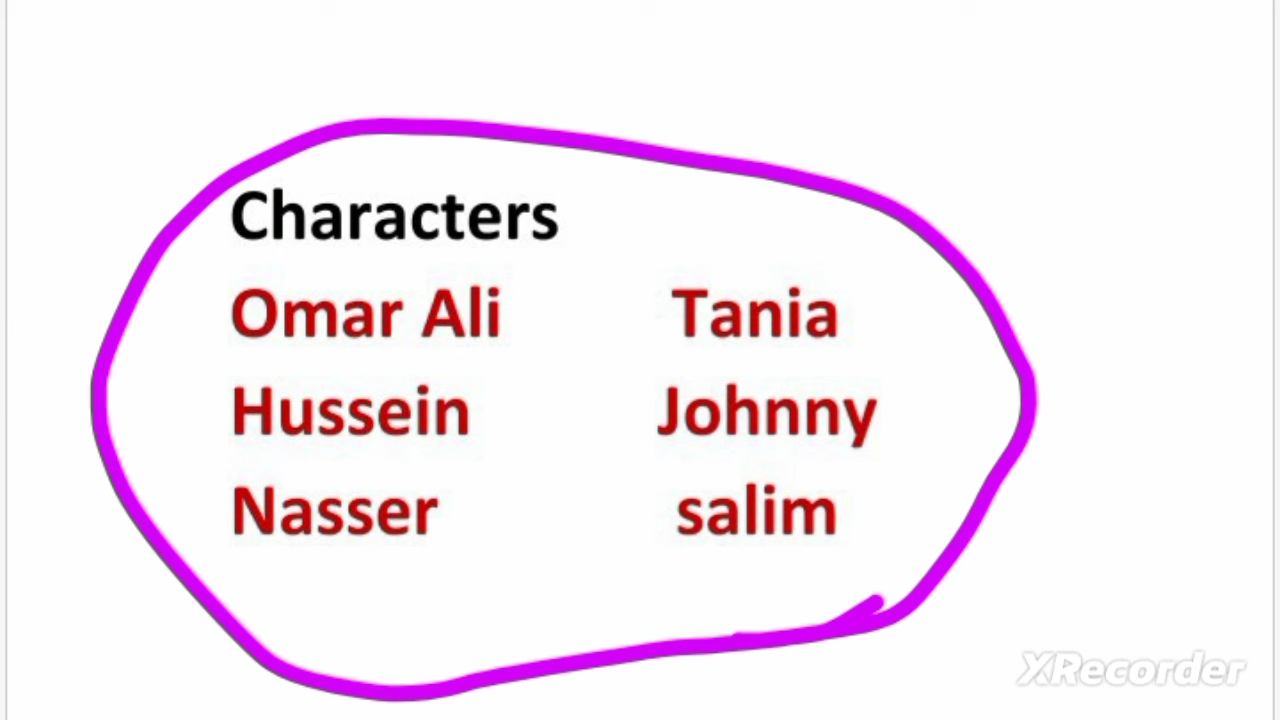 Characters
Omar Ali Tania
Hussein Johnny
Nasser salim
XRecorder